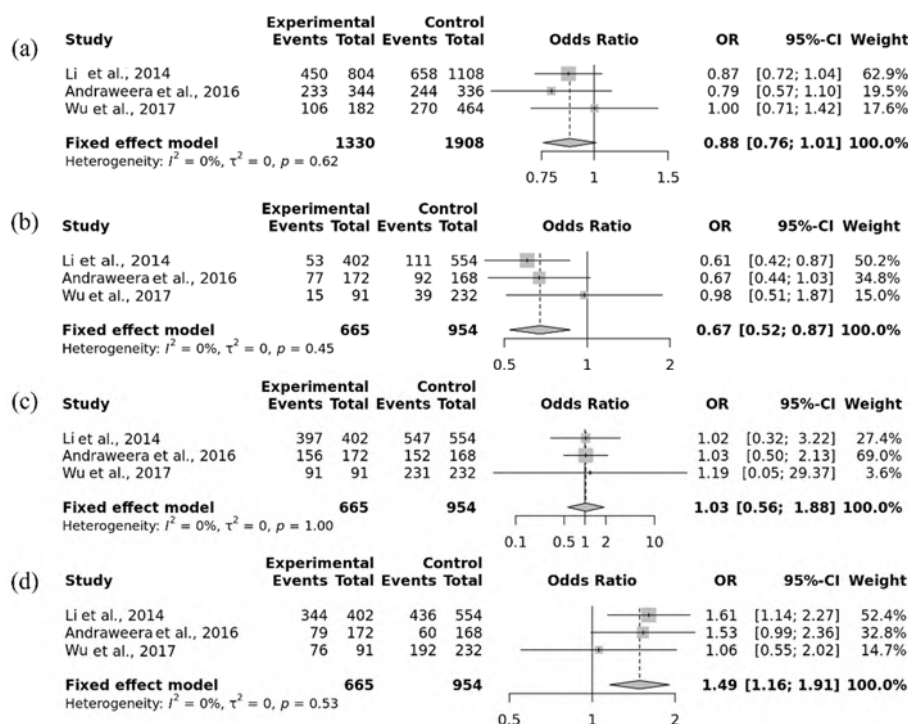 (a)
Experimental Control
Study Events Total Events Total Odds Ratio OR 95%-CI Weight
Li et al., 2014 450 804 658 1108 0.87 [0.72; 1.04] 62.9%
Andraweera et al., 2016 233 344 244 336 0.79 [0.57; 1.10] 19.5%
Wu et al., 2017 106 182 270 464 1.00 [0.71; 1.42] 17.6%
Fixed effect model 1330 1908 0.88 [0.76; 1.01] 100.0%
Heterogeneity: I² = 0%, τ² = 0, p = 0.62
0.75 1 1.5
(b)
Experimental Control
Study Events Total Events Total Odds Ratio OR 95%-CI Weight
Li et al., 2014 53 402 111 554 0.61 [0.42; 0.87] 50.2%
Andraweera et al., 2016 77 172 92 168 0.67 [0.44; 1.03] 34.8%
Wu et al., 2017 15 91 39 232 0.98 [0.51; 1.87] 15.0%
Fixed effect model 665 954 0.67 [0.52; 0.87] 100.0%
Heterogeneity: I² = 0%, τ² = 0, p = 0.45
0.5 1 2
(c)
Experimental Control
Study Events Total Events Total Odds Ratio OR 95%-CI Weight
Li et al., 2014 397 402 547 554 1.02 [0.32; 3.22] 27.4%
Andraweera et al., 2016 156 172 152 168 1.03 [0.50; 2.13] 69.0%
Wu et al., 2017 91 91 231 232 1.19 [0.05; 29.37] 3.6%
Fixed effect model 665 954 1.03 [0.56; 1.88] 100.0%
Heterogeneity: I² = 0%, τ² = 0, p = 1.00
0.1 0.5 1 2 10
(d)
Experimental Control
Study Events Total Events Total Odds Ratio OR 95%-CI Weight
Li et al., 2014 344 402 436 554 1.61 [1.14; 2.27] 52.4%
Andraweera et al., 2016 79 172 60 168 1.53 [0.99; 2.36] 32.8%
Wu et al., 2017 76 91 192 232 1.06 [0.55; 2.02] 14.7%
Fixed effect model 665 954 1.49 [1.16; 1.91] 100.0%
Heterogeneity: I² = 0%, τ² = 0, p = 0.53
0.5 1 2